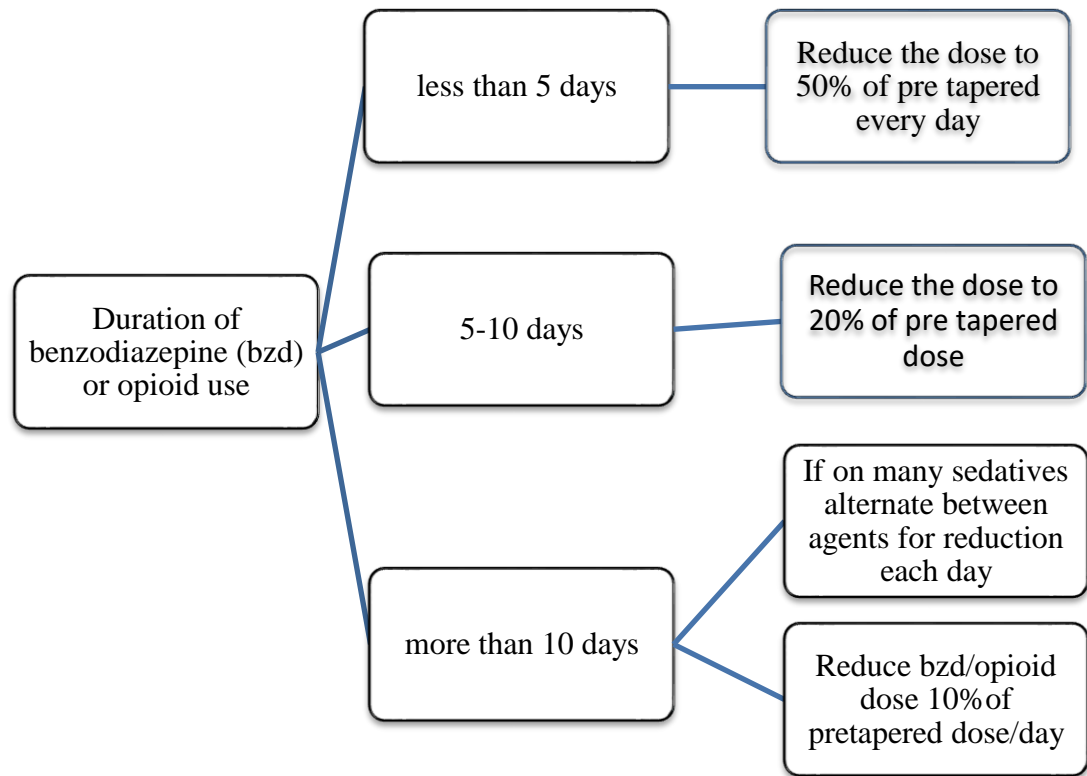 Duration of
benzodiazepine (bzd)
or opioid use
less than 5 days
Reduce the dose to
50% of pre tapered
every day
5-10 days
Reduce the dose to
20% of pre tapered
dose
more than 10 days
If on many sedatives
alternate between
agents for reduction
each day
Reduce bzd/opioid
dose 10%of
pretapered dose/day